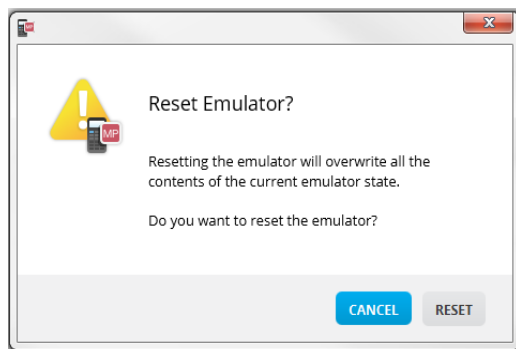 MP
Reset Emulator?
Resetting the emulator will overwrite all the
contents of the current emulator state.
Do you want to reset the emulator?
CANCEL RESET